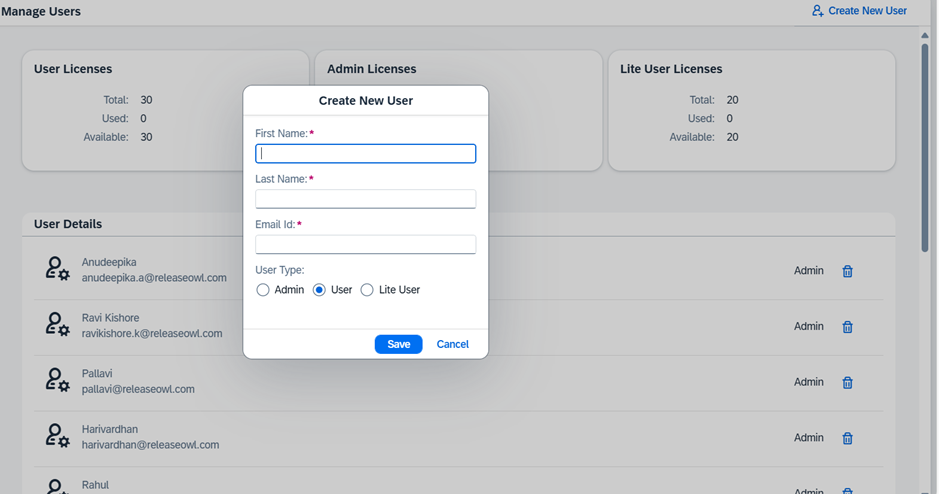 Manage Users
Create New User
User Licenses
Total: 30
Used: 0
Available: 30
Admin Licenses
Lite User Licenses
Total: 20
Used: 0
Available: 20
Create New User
First Name:*
Last Name:*
Email Id:*
User Type:
Admin User Lite User
Save Cancel
User Details
Anudeepika
anudeepika.a@releaseowl.com
Admin
Ravi Kishore
ravikishore.k@releaseowl.com
Admin
Pallavi
pallavi@releaseowl.com
Admin
Harivardhan
harivardhan@releaseowl.com
Admin
Rahul
Admin